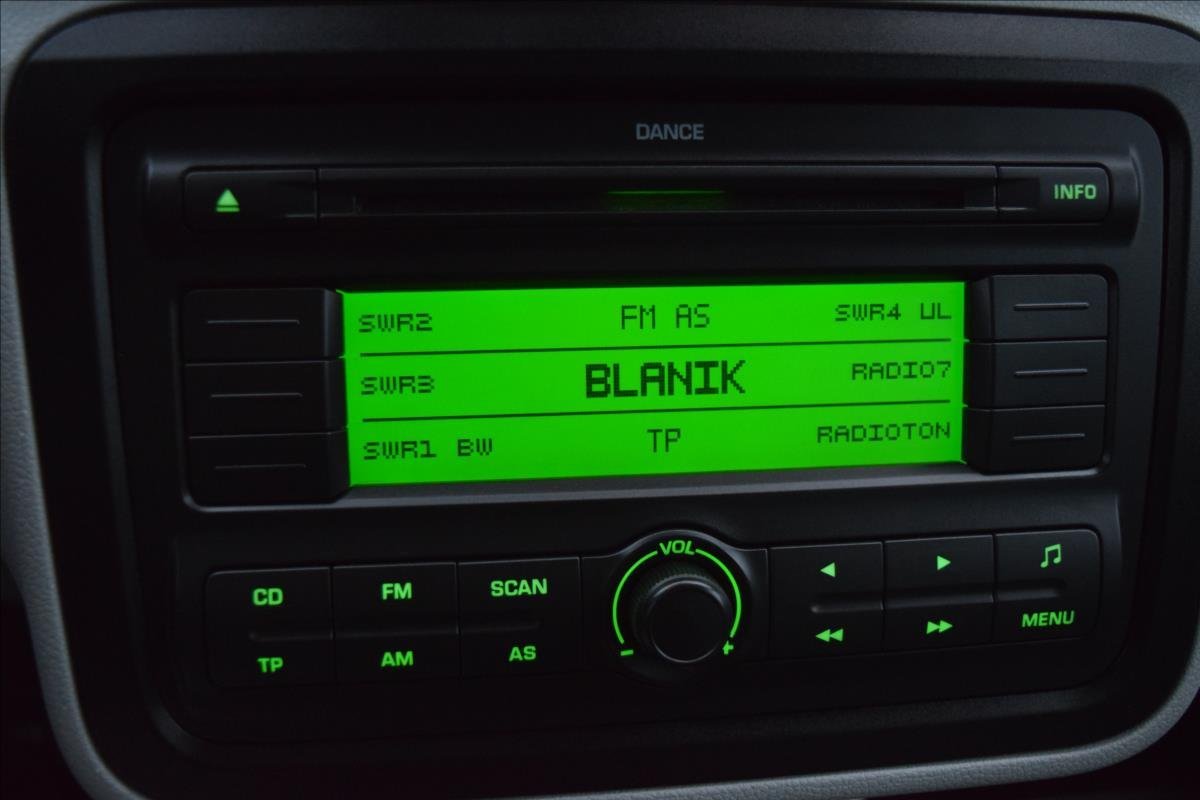 DANCE
INFO
SWR2 FM AS SWR4 UL
SWR3 BLANIK RADIO7
SWR1 BW TP RADIOTON
VOL
- +
CD FM SCAN
TP AM AS
MENU